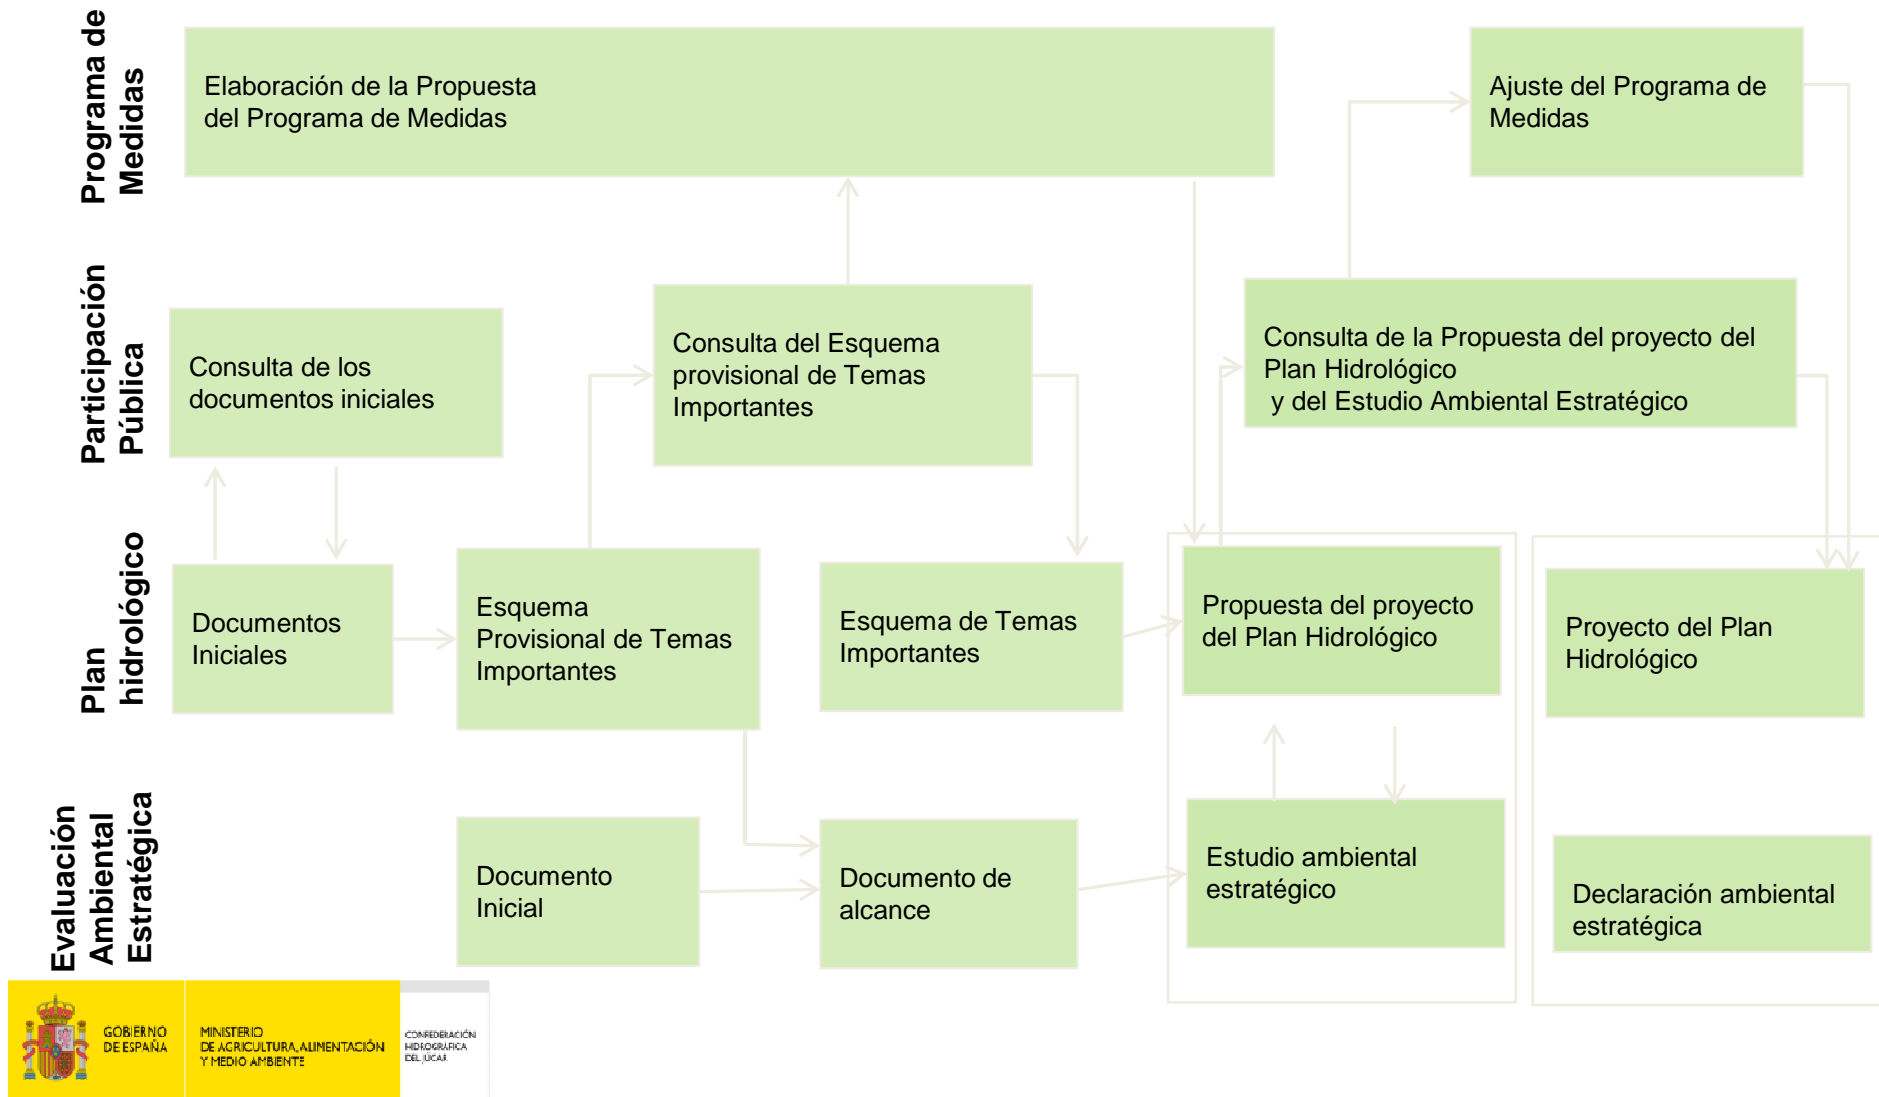 Programa de
Medidas
Elaboración de la Propuesta
del Programa de Medidas
Ajuste del Programa de
Medidas
Participación
Pública
Consulta de los
documentos iniciales
Consulta del Esquema
provisional de Temas
Importantes
Consulta de la Propuesta del proyecto del
Plan Hidrológico
y del Estudio Ambiental Estratégico
Plan
hidrológico
Documentos
Iniciales
Esquema
Provisional de Temas
Importantes
Esquema de Temas
Importantes
Propuesta del proyecto
del Plan Hidrológico
Proyecto del Plan
Hidrológico
Evaluación
Ambiental
Estratégica
Documento
Inicial
Documento de
alcance
Estudio ambiental
estratégico
Declaración ambiental
estratégica
GOBIERNO
DE ESPAÑA
MINISTERIO
DE AGRICULTURA, ALIMENTACIÓN
Y MEDIO AMBIENTE
CONFEDERACIÓN
HIDROGRÁFICA
DEL JÚCAR